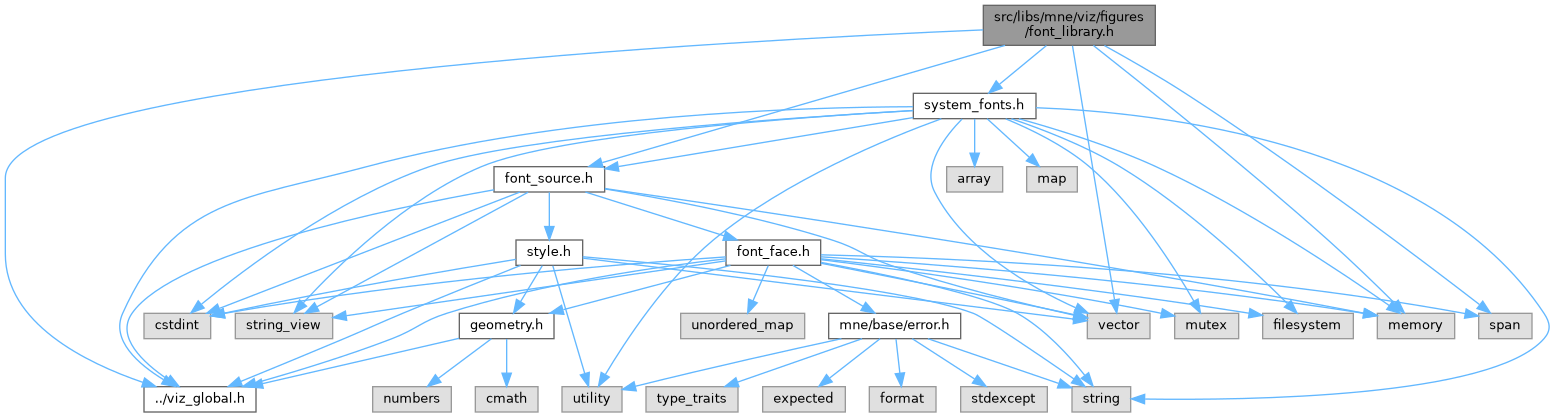 src/libs/mne/viz/figures
/font_library.h
system_fonts.h
font_source.h
array
map
style.h
font_face.h
cstdint
string_view
geometry.h
unordered_map
mne/base/error.h
vector
mutex
filesystem
memory
span
../viz_global.h
numbers
cmath
utility
type_traits
expected
format
stdexcept
string